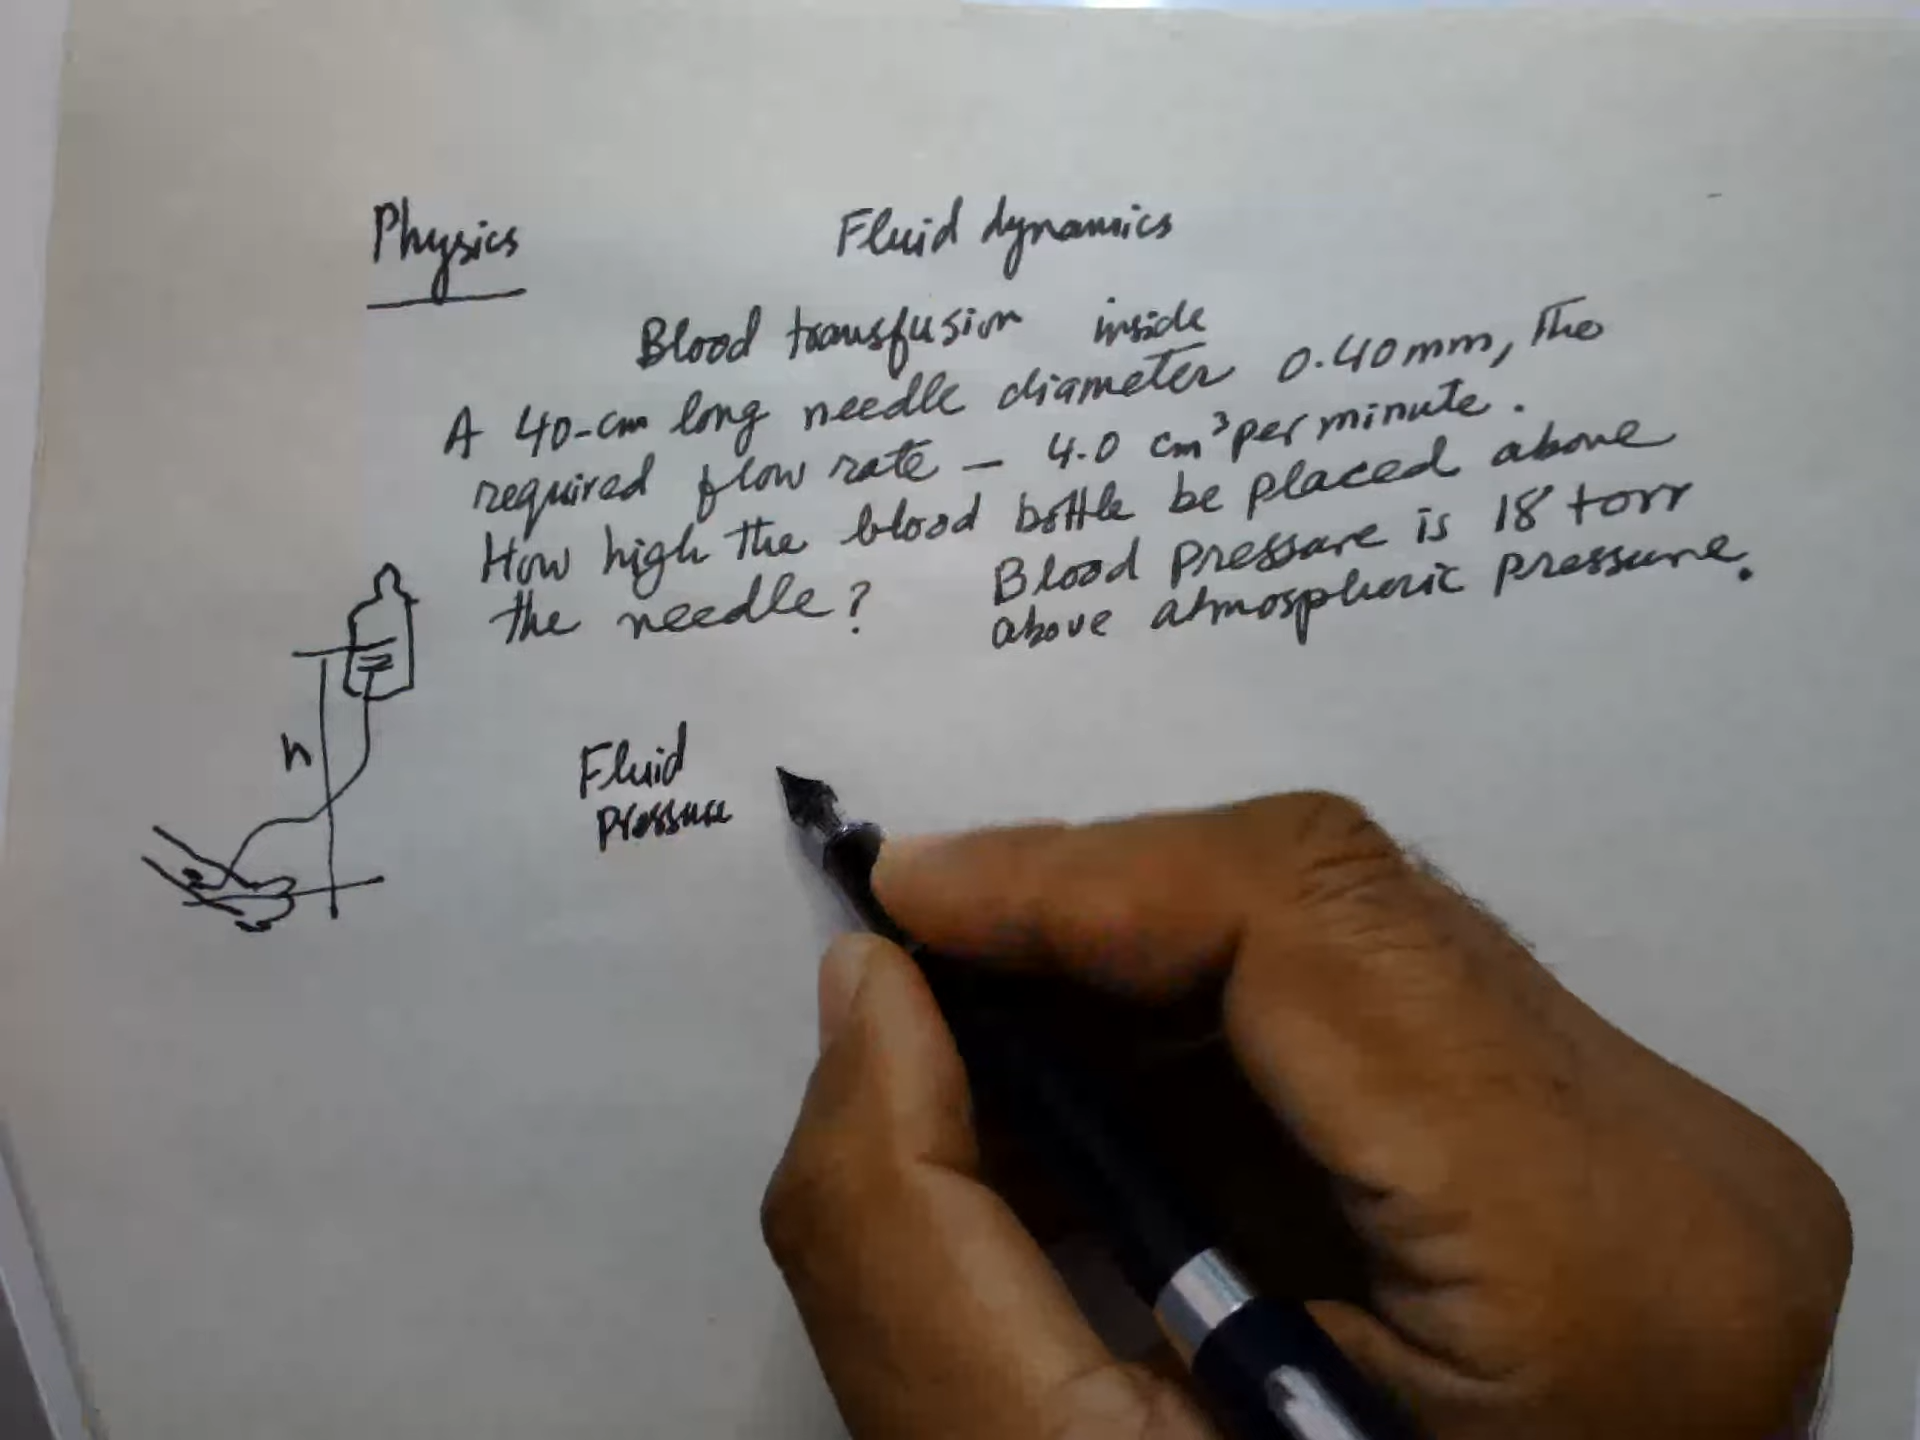 Physics
Fluid dynamics
Blood transfusion
inside
A 40-cm long needle diameter 0.40mm, The
required flow rate — 4.0 cm³ per minute.
How high the blood bottle be placed above
the needle?
Blood pressure is 18 torr
above atmospheric pressure.
h
Fluid
pressure